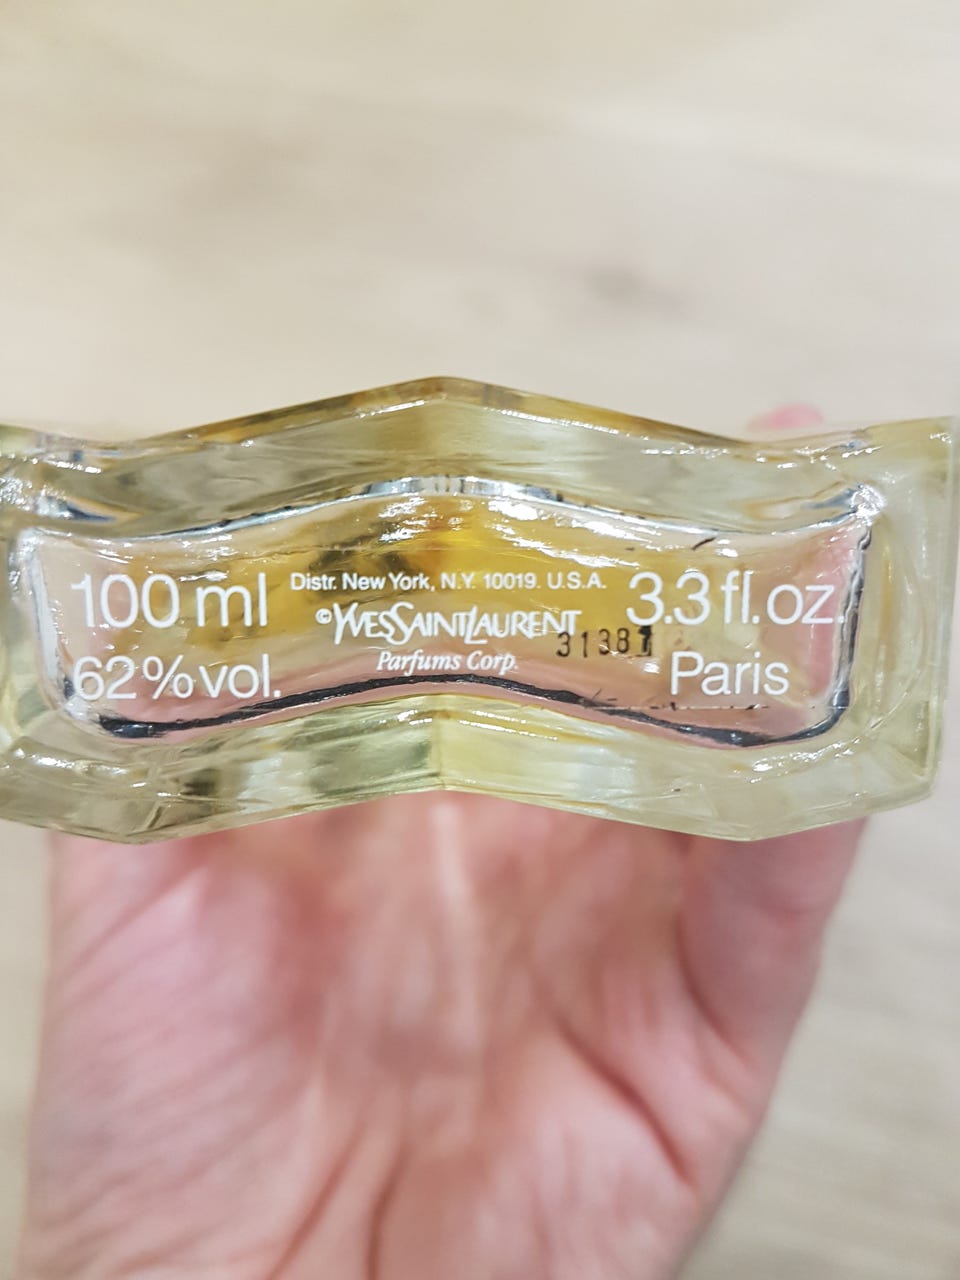 100 ml
62%vol.
Distr. New York, N.Y. 10019. U.S.A.
©YVESSAINTLAURENT
Parfums Corp.
3.3 fl.oz.
Paris